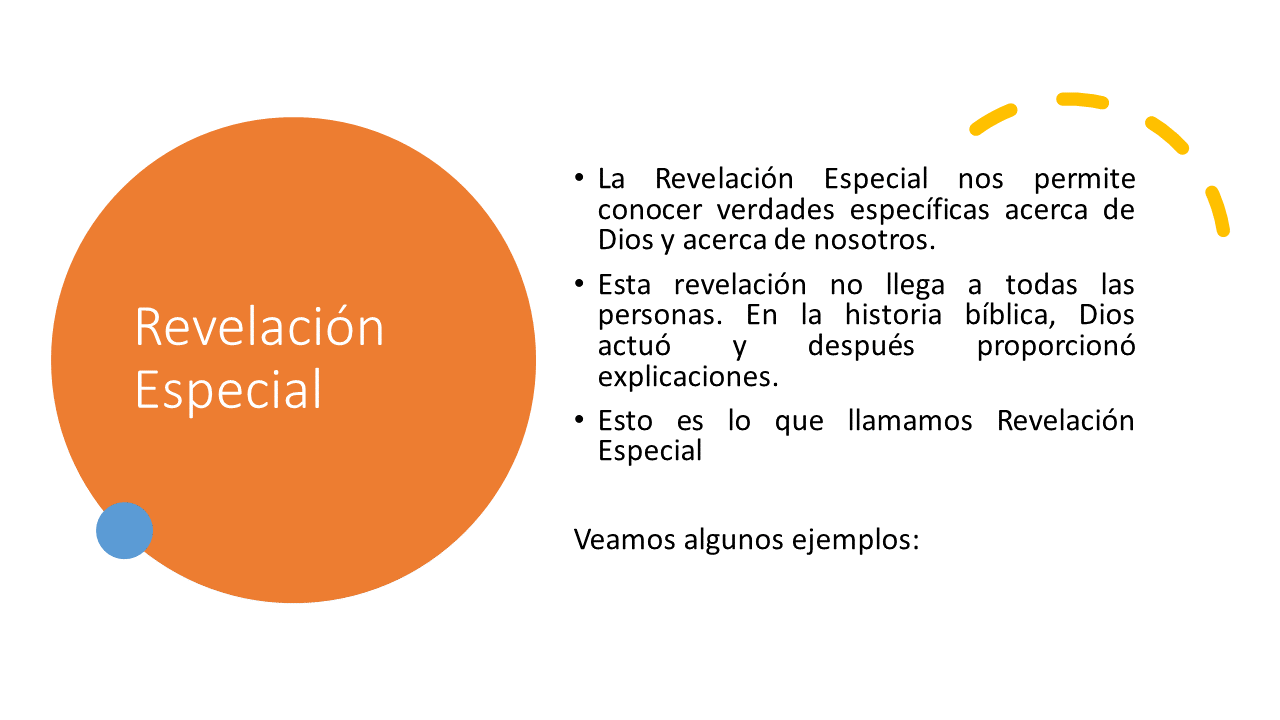 Revelación
Especial
• La Revelación Especial nos permite
conocer verdades específicas acerca de
Dios y acerca de nosotros.
• Esta revelación no llega a todas las
personas. En la historia bíblica, Dios
actuó y después proporcionó
explicaciones.
• Esto es lo que llamamos Revelación
Especial
Veamos algunos ejemplos: